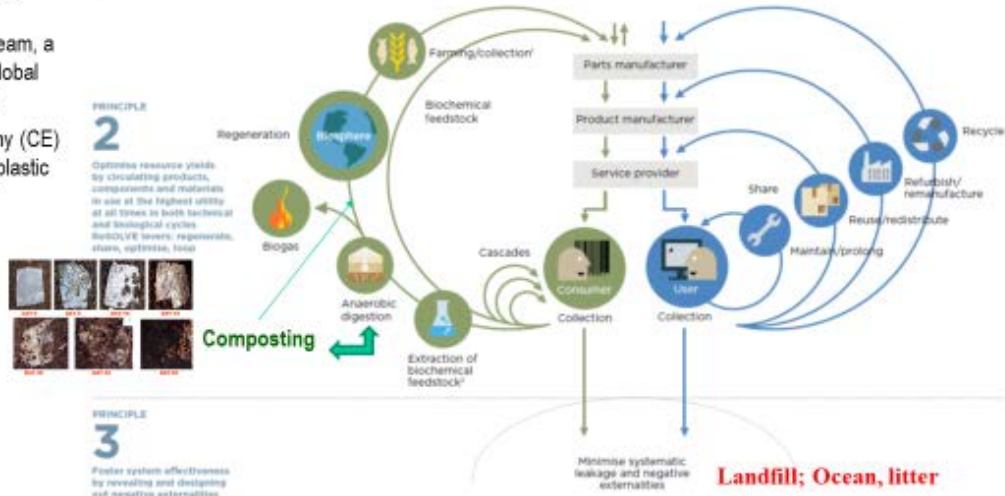 eam, a
lobal
ny (CE)
plastic
PRINCIPLE
2
Optimise resource yields
by circulating products,
components and materials
in use at the highest utility
at all times in both technical
and biological cycles
ReSOLVE levers: regenerate,
share, optimise, loop
Regeneration
Biosphere
Farming/collection¹
Biochemical
feedstock
Biogas
Anaerobic
digestion
Extraction of
biochemical
feedstock²
Composting
Cascades
Parts manufacturer
Product manufacturer
Service provider
Consumer
Collection
User
Collection
Share
Maintain/prolong
Reuse/redistribute
Refurbish/
remanufacture
Recycle
PRINCIPLE
3
Foster system effectiveness
by revealing and designing
out negative externalities
Minimise systematic
leakage and negative
externalities
Landfill; Ocean, litter